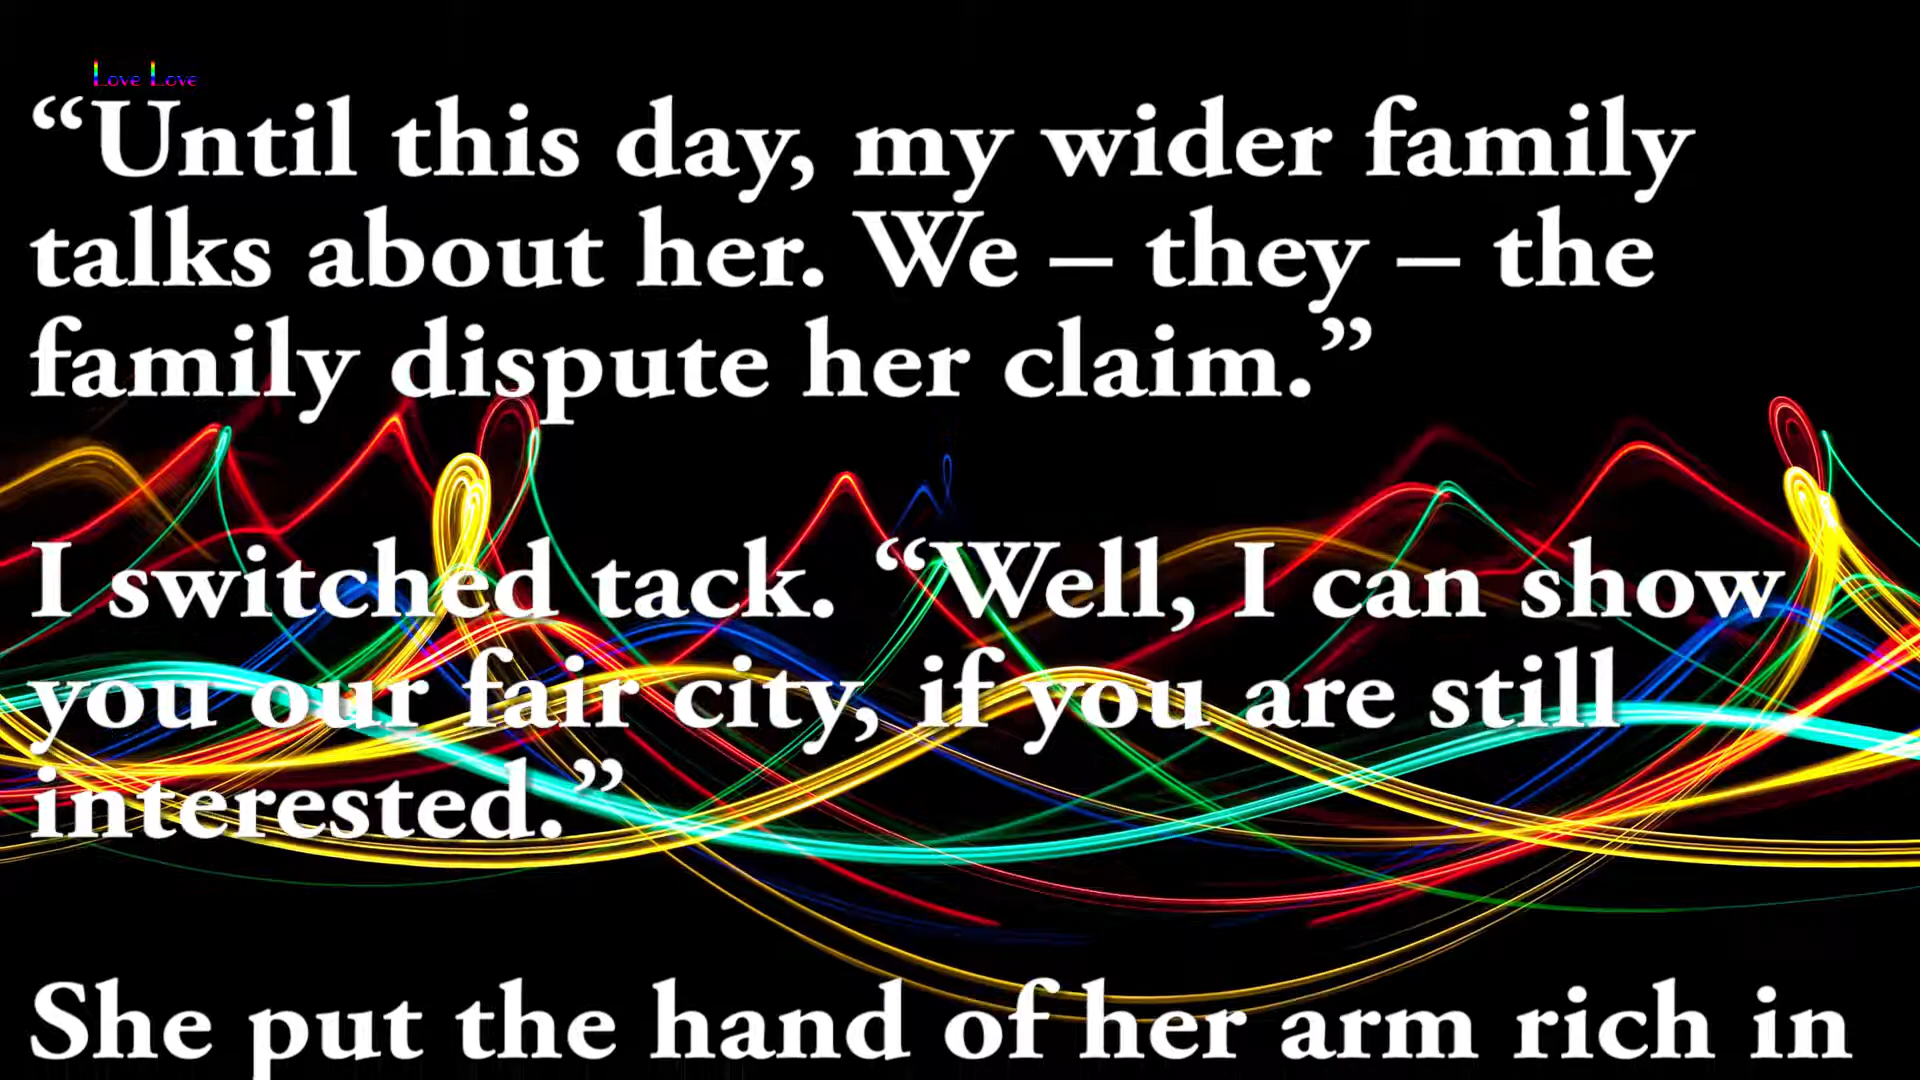 Love Love
“Until this day, my wider family
talks about her. We – they – the
family dispute her claim.”
I switched tack. “Well, I can show
you our fair city, if you are still
interested.”
She put the hand of her arm rich in